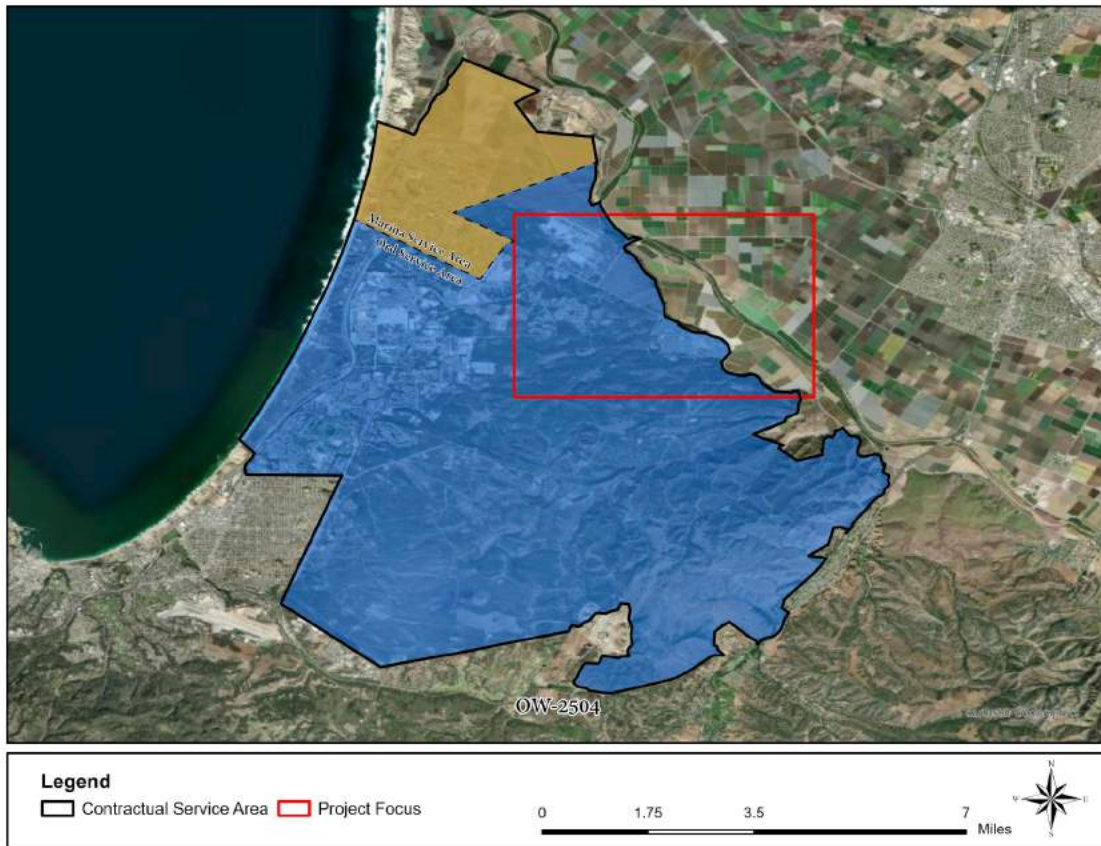 Marina Service Area
Ord Service Area
OW-2504
Legend
Contractual Service Area
Project Focus
0
1.75
3.5
7
Miles
N
W
E
S